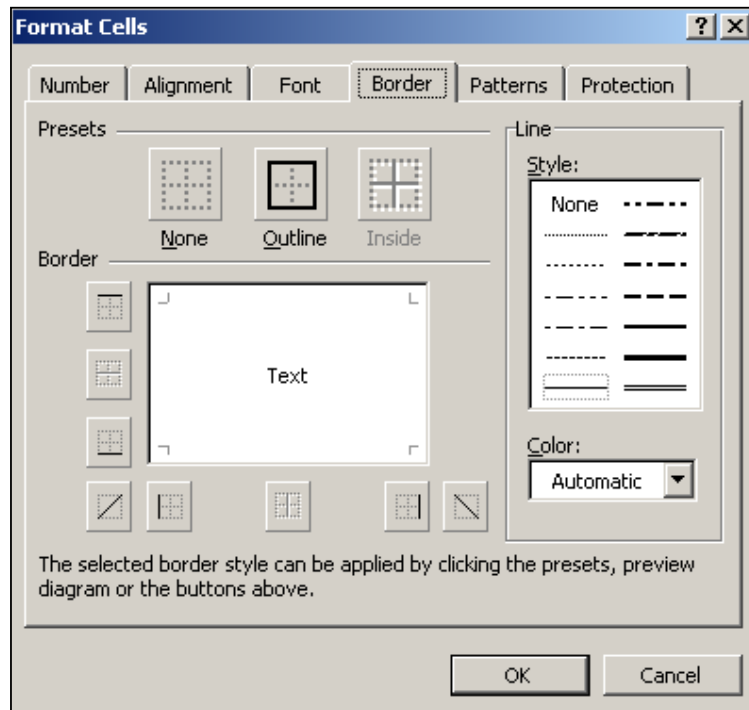 Format Cells
Number Alignment Font Border Patterns Protection
Presets
None Outline Inside
Border
Text
Line
Style:
None
Color:
Automatic
The selected border style can be applied by clicking the presets, preview
diagram or the buttons above.
OK Cancel